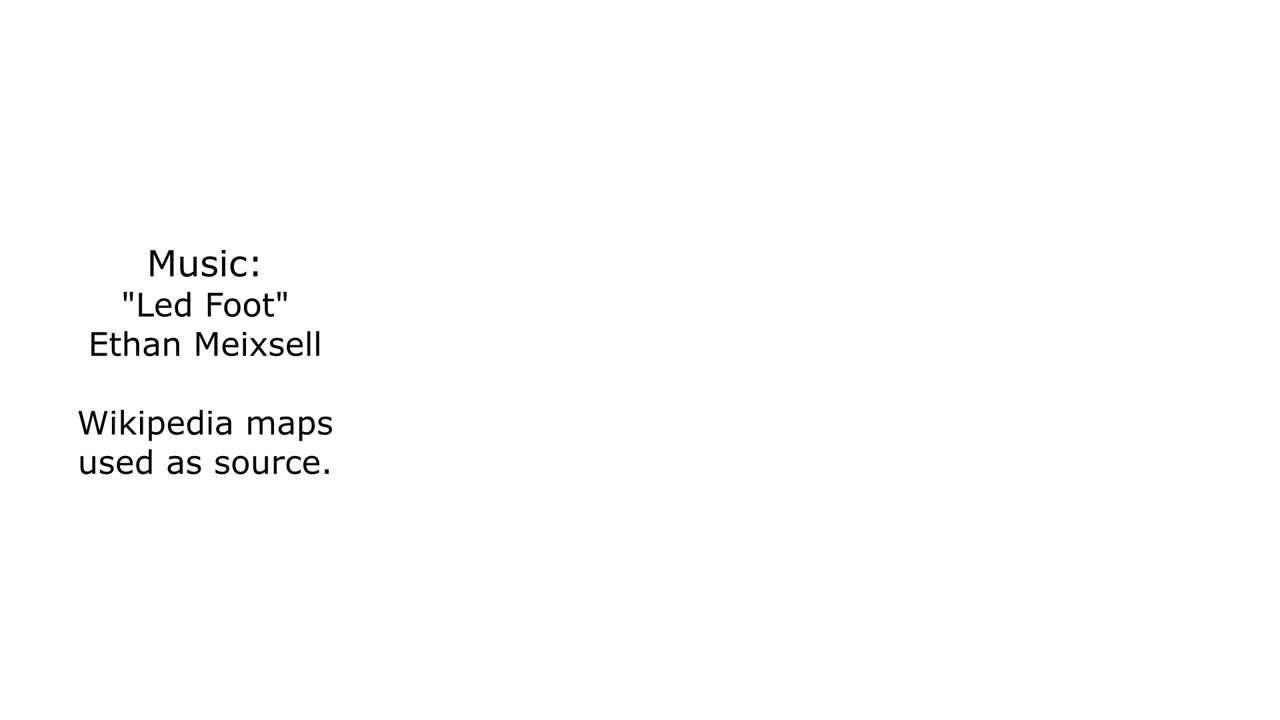 Music:
"Led Foot"
Ethan Meixsell
Wikipedia maps
used as source.